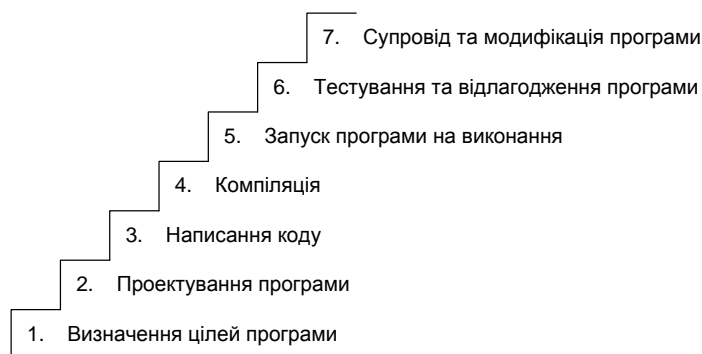 7. Супровід та модифікація програми
6. Тестування та відлагодження програми
5. Запуск програми на виконання
4. Компіляція
3. Написання коду
2. Проектування програми
1. Визначення цілей програми